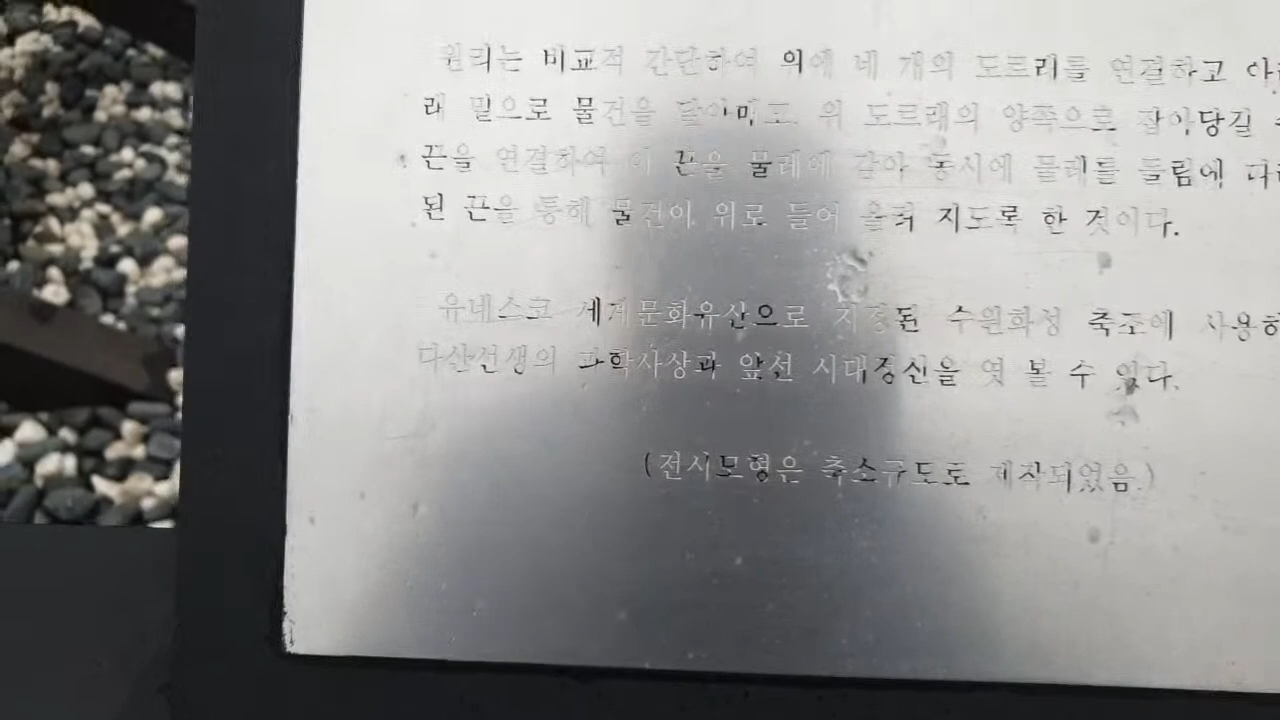 원리는 비교적 간단하여 위에 네 개의 도르리를 연결하고 아
래 밑으로 물건을 달아매고 위 도르래의 양쪽으로 잡아당길
끈을 연결하여 이 끈을 물레에 감아 동시에 물레를 돌림에
된 끈을 통해 물건이 위로 들어 올려 지도록 한 것이다.
유네스코 세계문화유산으로 지정된 수원화성 축조에 사용
다산선생의 과학사상과 앞선 시대정신을 엿 볼 수 있다.
(전시모형은 축소규도로 제작되었음.)